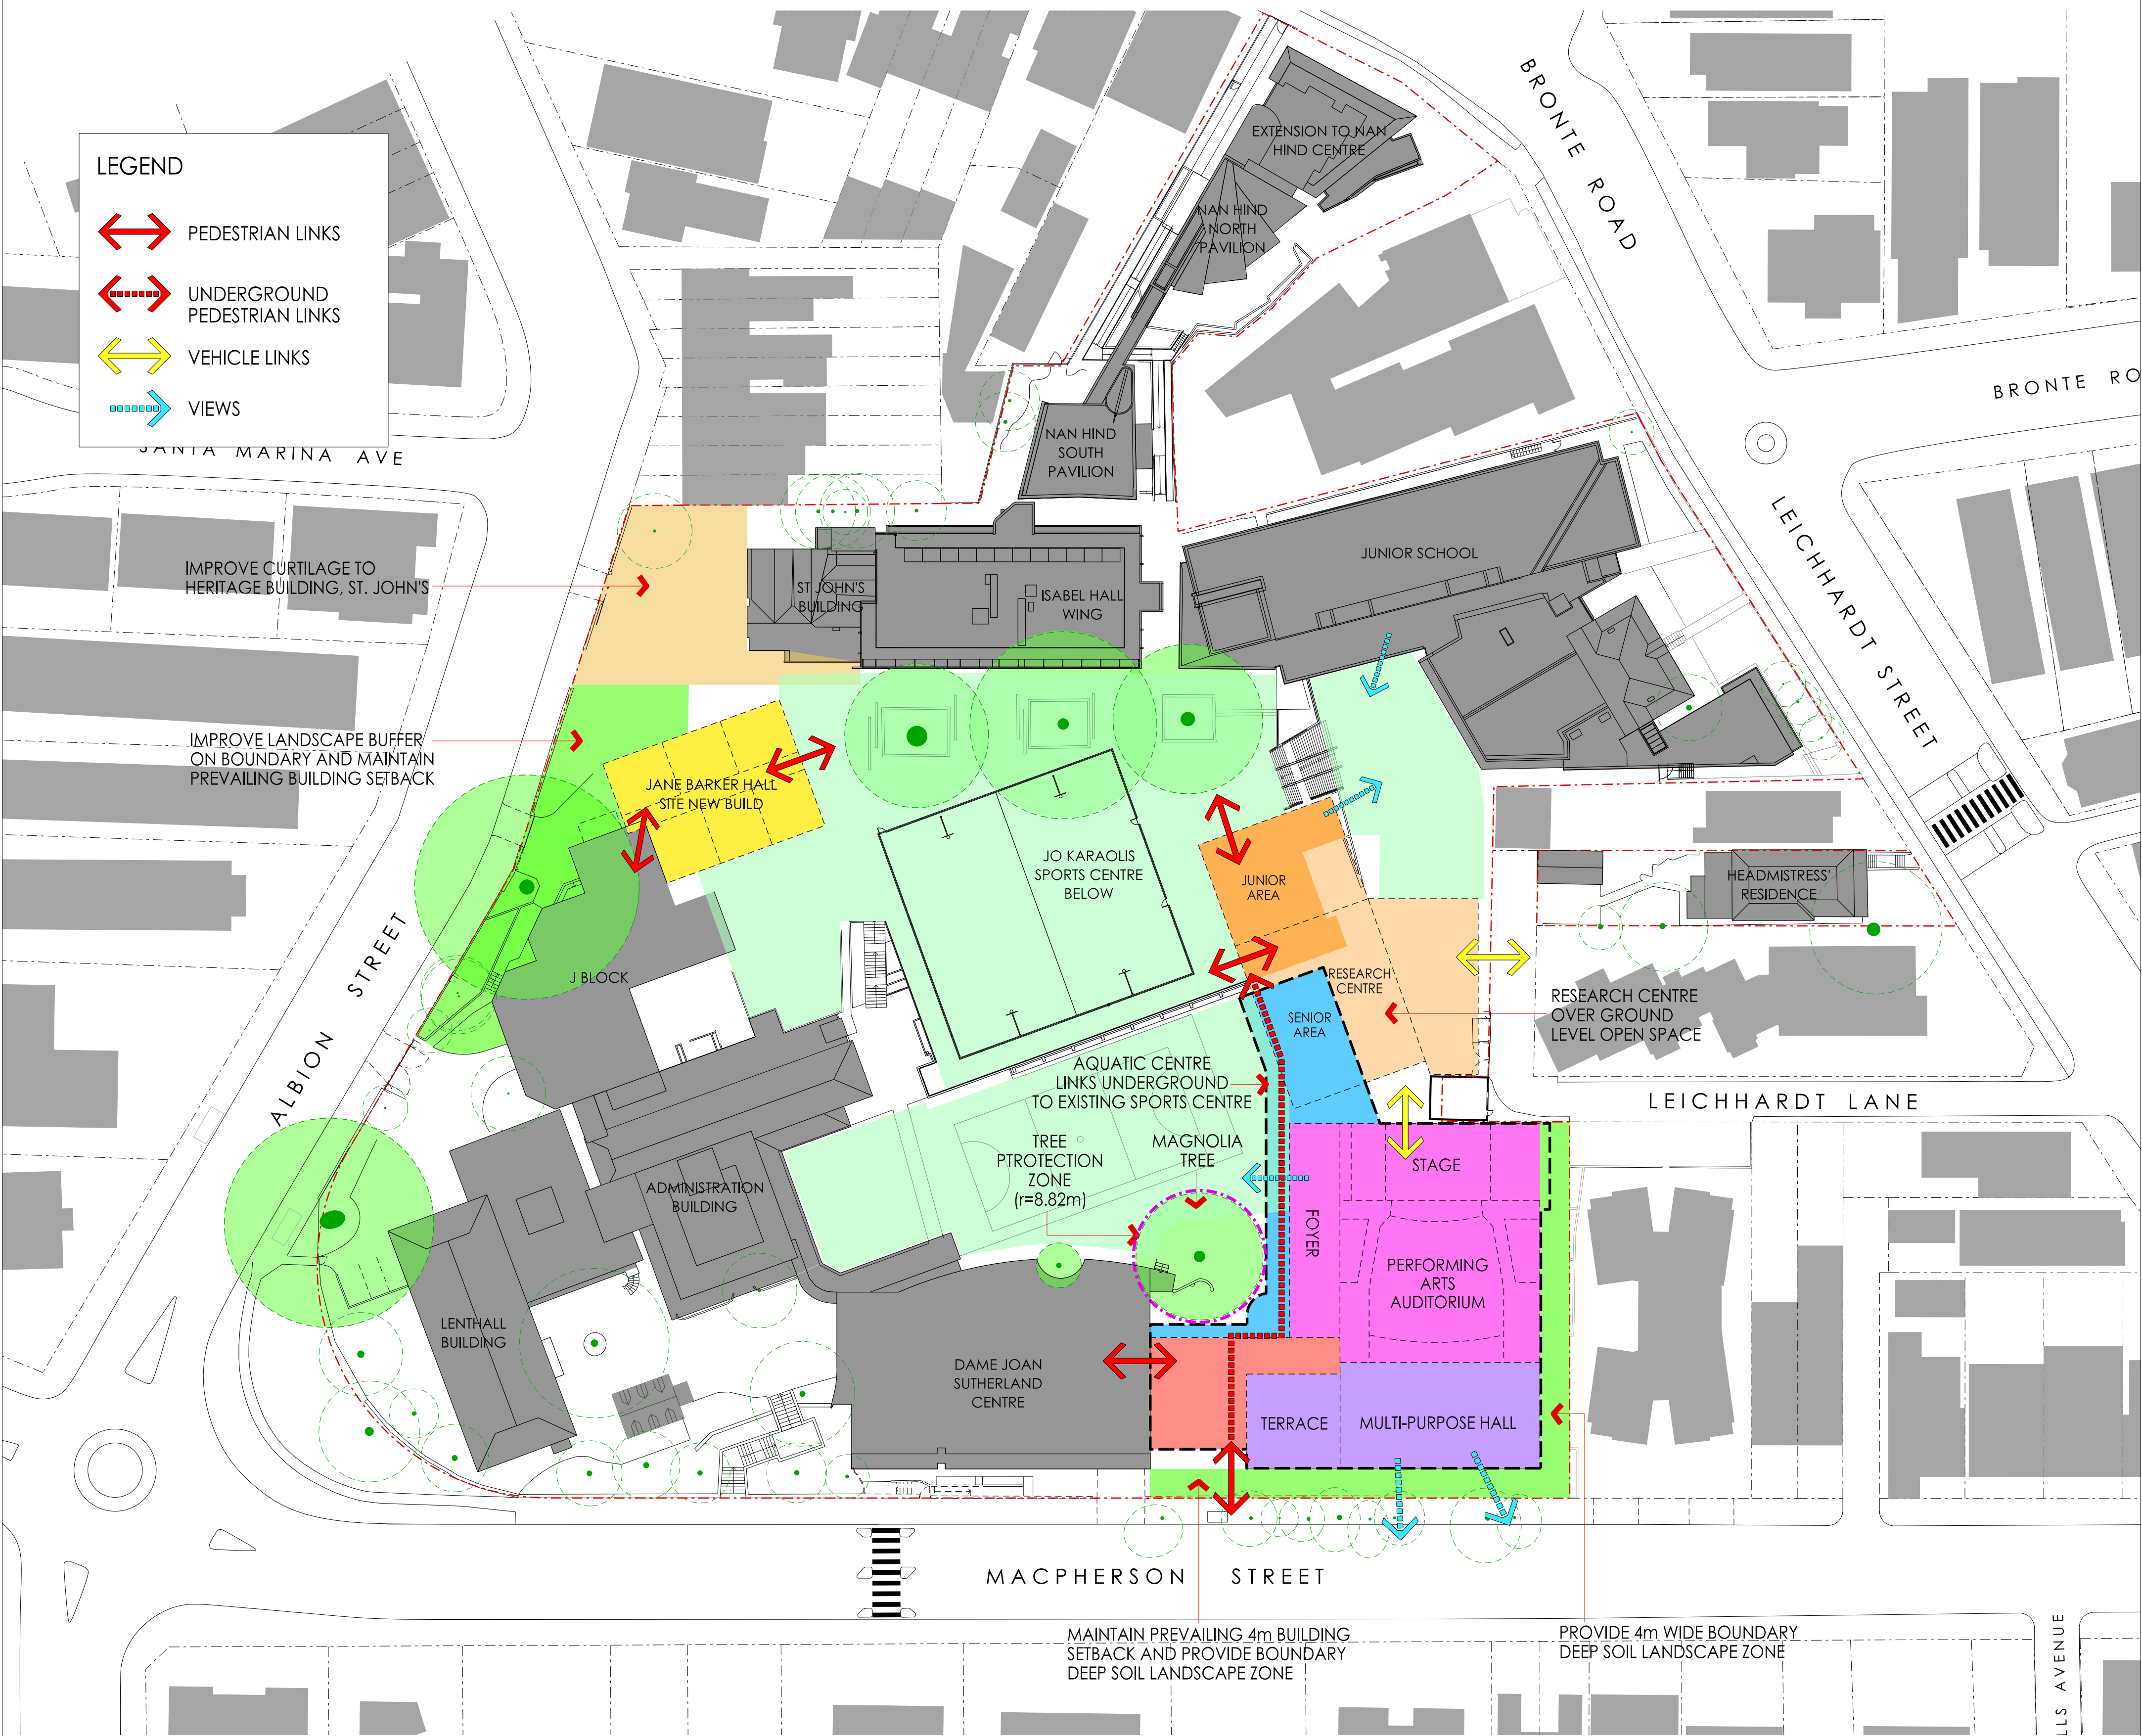 LEGEND
PEDESTRIAN LINKS
UNDERGROUND
PEDESTRIAN LINKS
VEHICLE LINKS
VIEWS
SANTA MARINA AVE
BRONTE ROAD
BRONTE RO
EXTENSION TO NAN
HIND CENTRE
NAN HIND
NORTH
PAVILION
NAN HIND
SOUTH
PAVILION
LEICHHARDT STREET
IMPROVE CURTILAGE TO
HERITAGE BUILDING, ST. JOHN'S
ST JOHN'S
BUILDING
ISABEL HALL
WING
JUNIOR SCHOOL
IMPROVE LANDSCAPE BUFFER
ON BOUNDARY AND MAINTAIN
PREVAILING BUILDING SETBACK
JANE BARKER HALL
SITE NEW BUILD
JO KARAOLIS
SPORTS CENTRE
BELOW
JUNIOR
AREA
HEADMISTRESS'
RESIDENCE
ALBION STREET
J BLOCK
RESEARCH
CENTRE
SENIOR
AREA
RESEARCH CENTRE
OVER GROUND
LEVEL OPEN SPACE
AQUATIC CENTRE
LINKS UNDERGROUND
TO EXISTING SPORTS CENTRE
LEICHHARDT LANE
TREE
PTROTECTION
ZONE
(r=8.82m)
MAGNOLIA
TREE
STAGE
ADMINISTRATION
BUILDING
FOYER
PERFORMING
ARTS
AUDITORIUM
LENTHALL
BUILDING
DAME JOAN
SUTHERLAND
CENTRE
TERRACE
MULTI-PURPOSE HALL
MACPHERSON STREET
MAINTAIN PREVAILING 4m BUILDING
SETBACK AND PROVIDE BOUNDARY
DEEP SOIL LANDSCAPE ZONE
PROVIDE 4m WIDE BOUNDARY
DEEP SOIL LANDSCAPE ZONE
LLS AVENUE